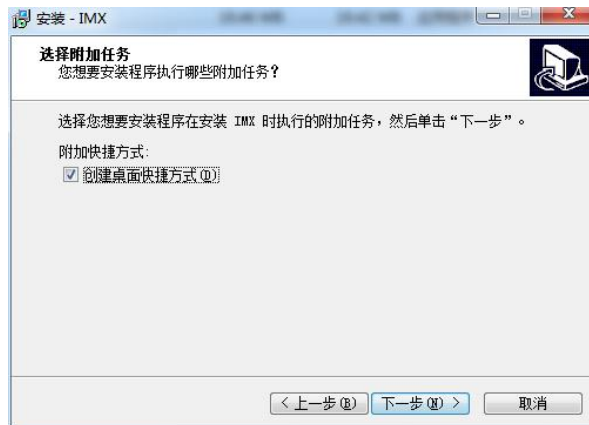 安装 - IMX
选择附加任务
您想要安装程序执行哪些附加任务?
选择您想要安装程序在安装 IMX 时执行的附加任务，然后单击“下一步”。
附加快捷方式:
创建桌面快捷方式(D)
< 上一步(B)
下一步(N) >
取消